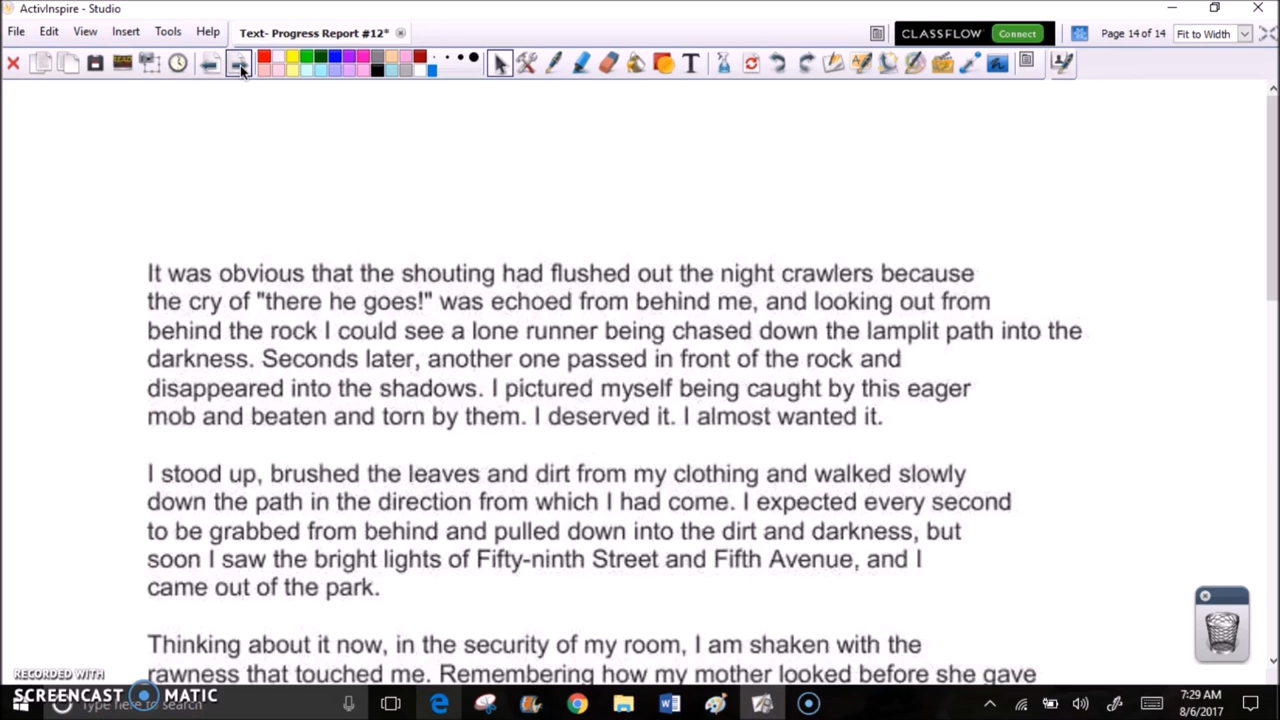 ActivInspire - Studio
File Edit View Insert Tools Help
Text- Progress Report #12*
CLASSFLOW Connect
Page 14 of 14
Fit to Width
It was obvious that the shouting had flushed out the night crawlers because
the cry of "there he goes!" was echoed from behind me, and looking out from
behind the rock I could see a lone runner being chased down the lamplit path into the
darkness. Seconds later, another one passed in front of the rock and
disappeared into the shadows. I pictured myself being caught by this eager
mob and beaten and torn by them. I deserved it. I almost wanted it.
I stood up, brushed the leaves and dirt from my clothing and walked slowly
down the path in the direction from which I had come. I expected every second
to be grabbed from behind and pulled down into the dirt and darkness, but
soon I saw the bright lights of Fifty-ninth Street and Fifth Avenue, and I
came out of the park.
Thinking about it now, in the security of my room, I am shaken with the
rawness that touched me. Remembering how my mother looked before she gave
RECORDED WITH
SCREENCAST MATIC
Type here to search
7:29 AM
8/6/2017